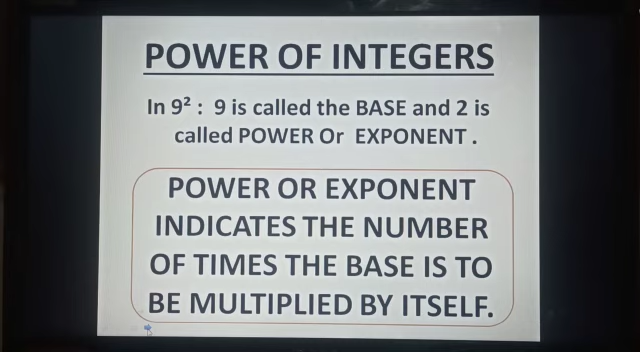 POWER OF INTEGERS
In 9² : 9 is called the BASE and 2 is
called POWER Or EXPONENT .
POWER OR EXPONENT
INDICATES THE NUMBER
OF TIMES THE BASE IS TO
BE MULTIPLIED BY ITSELF.